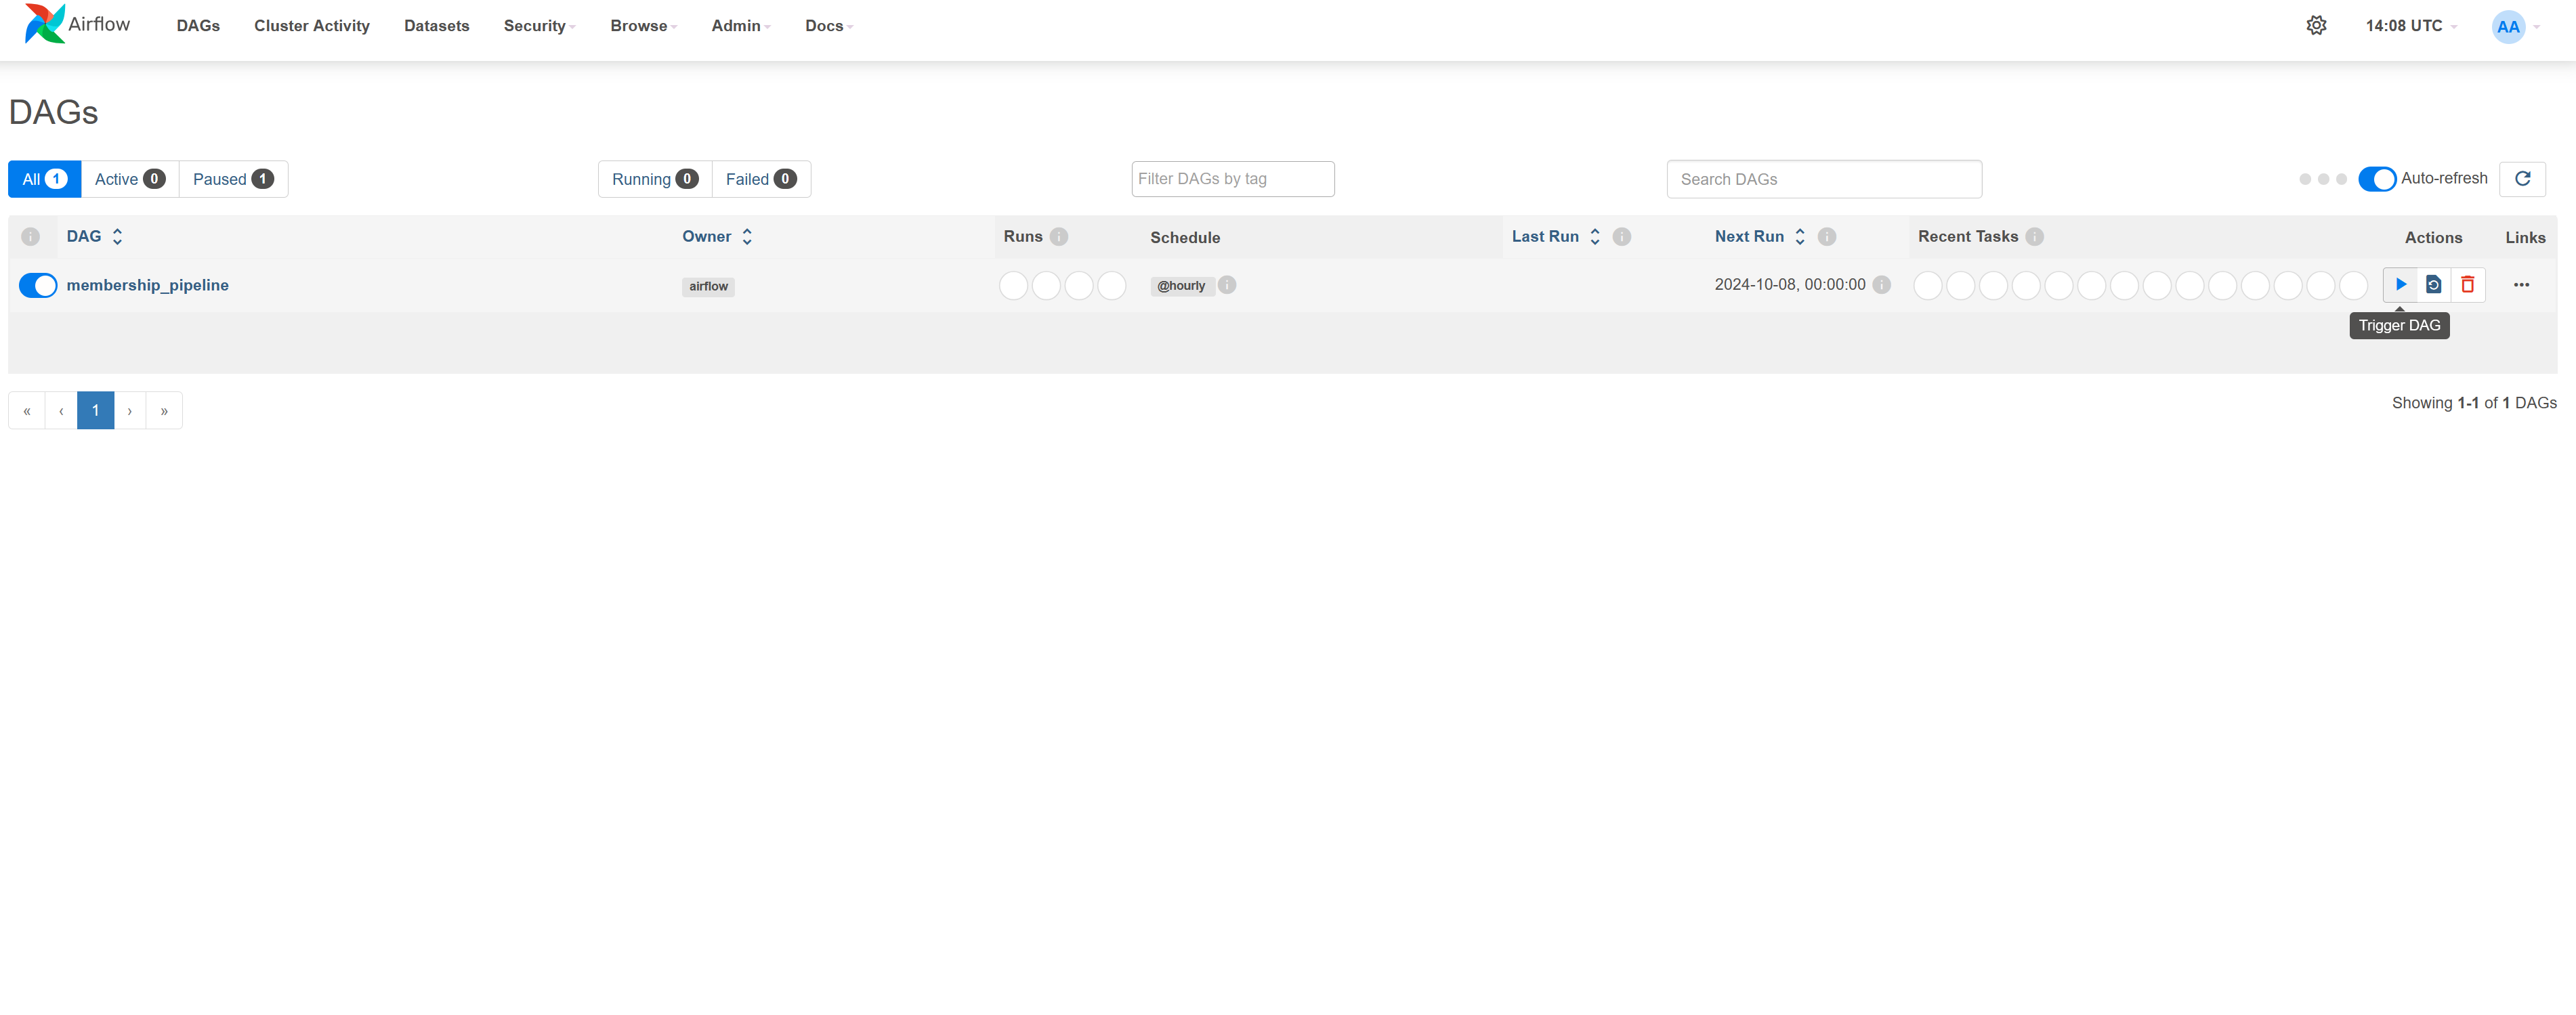 Airflow DAGs Cluster Activity Datasets Security Browse Admin Docs 14:08 UTC AA
DAGs
All 1 Active 0 Paused 1 Running 0 Failed 0 Filter DAGs by tag Search DAGs Auto-refresh
DAG Owner Runs Schedule Last Run Next Run Recent Tasks Actions Links
membership_pipeline airflow @hourly 2024-10-08, 00:00:00
Trigger DAG
« ‹ 1 › » Showing 1-1 of 1 DAGs